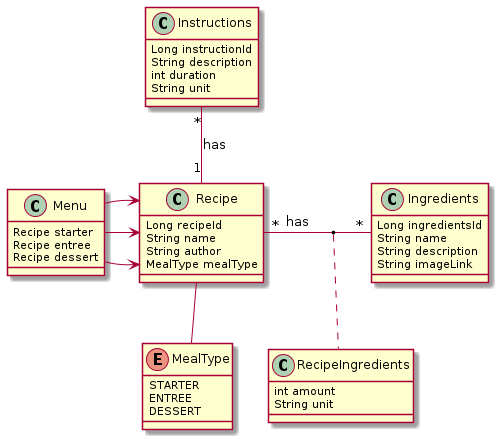 C Instructions
Long instructionId
String description
int duration
String unit
*
has
1
C Menu
Recipe starter
Recipe entree
Recipe dessert
C Recipe
Long recipeId
String name
String author
MealType mealType
* has *
C Ingredients
Long ingredientsId
String name
String description
String imageLink
E MealType
STARTER
ENTREE
DESSERT
C RecipeIngredients
int amount
String unit